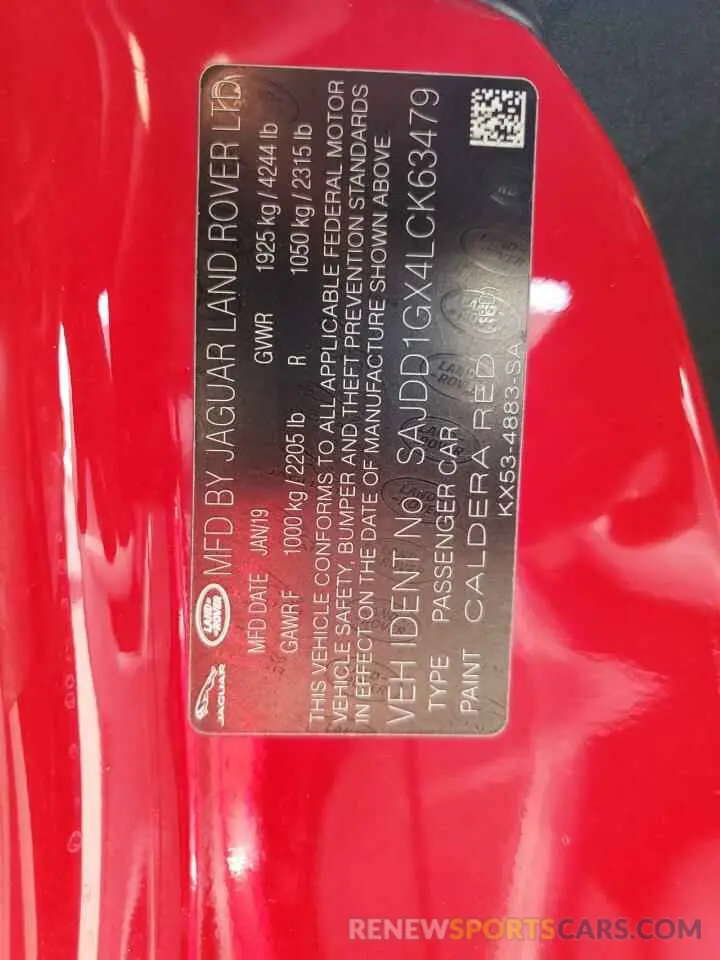 JAGUAR LAND ROVER MFD BY JAGUAR LAND ROVER LTD
MFD DATE JAN/19 GVWR 1925 kg / 4244 lb
GAWR F 1000 kg / 2205 lb R 1050 kg / 2315 lb
THIS VEHICLE CONFORMS TO ALL APPLICABLE FEDERAL MOTOR
VEHICLE SAFETY, BUMPER AND THEFT PREVENTION STANDARDS
IN EFFECT ON THE DATE OF MANUFACTURE SHOWN ABOVE
VEH IDENT No SAJDD1GX4LCK63479
TYPE PASSENGER CAR
PAINT CALDERA RED
KX53-4883-SA
RENEWSPORTSCARS.COM